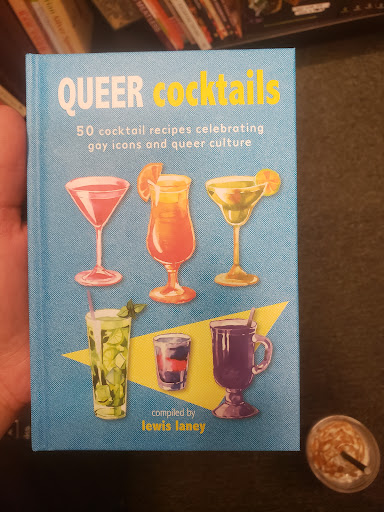 QUEER cocktails
50 cocktail recipes celebrating
gay icons and queer culture
compiled by
lewis laney